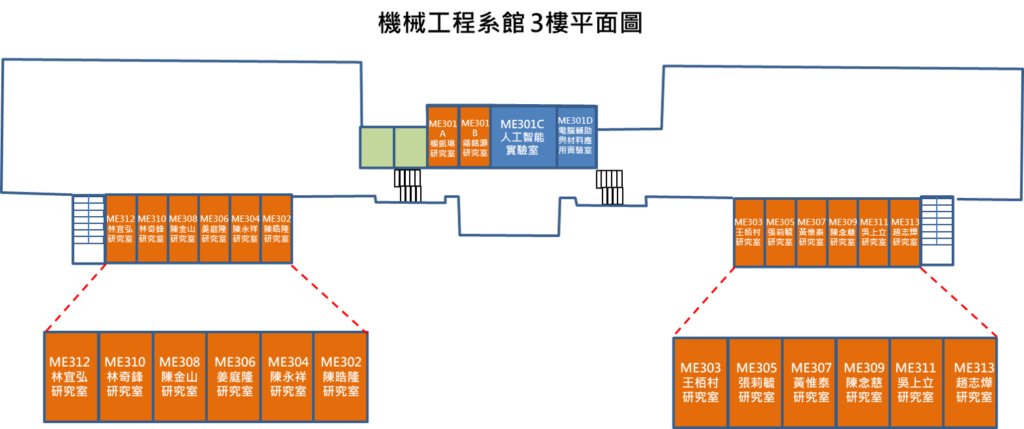 機械工程系館 3樓平面圖
ME301
A
楊凱琳
研究室
ME301
B
蔣銘源
研究室
ME301C
人工智能
實驗室
ME301D
電腦輔助
與材料應
用實驗室
ME312
林宜弘
研究室
ME310
林奇鋒
研究室
ME308
陳金山
研究室
ME306
姜庭隆
研究室
ME304
陳永祥
研究室
ME302
陳皓隆
研究室
ME303
王栢村
研究室
ME305
張莉毓
研究室
ME307
黃惟泰
研究室
ME309
陳念慈
研究室
ME311
吳上立
研究室
ME313
趙志燁
研究室
ME312
林宜弘
研究室
ME310
林奇鋒
研究室
ME308
陳金山
研究室
ME306
姜庭隆
研究室
ME304
陳永祥
研究室
ME302
陳皓隆
研究室
ME303
王栢村
研究室
ME305
張莉毓
研究室
ME307
黃惟泰
研究室
ME309
陳念慈
研究室
ME311
吳上立
研究室
ME313
趙志燁
研究室